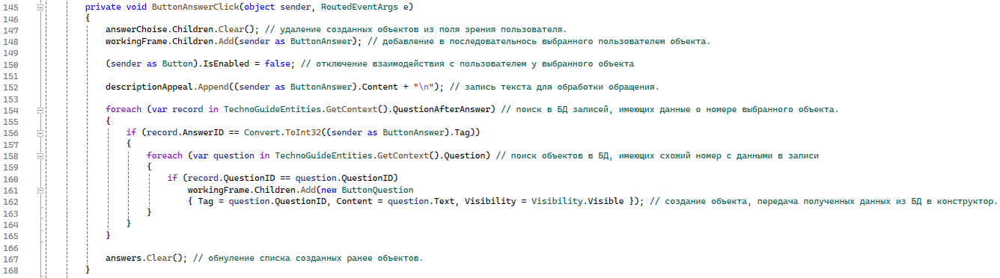 145 private void ButtonAnswerClick(object sender, RoutedEventArgs e)
146 {
147 answerChoise.Children.Clear(); // удаление созданных объектов из поля зрения пользователя.
148 workingFrame.Children.Add(sender as ButtonAnswer); // добавление в последовательнось выбранного пользователем объекта.
149
150 (sender as Button).IsEnabled = false; // отключение взаимодействия с пользователем у выбранного объекта
151
152 descriptionAppeal.Append((sender as ButtonAnswer).Content + "\n"); // запись текста для обработки обращения.
153
154 foreach (var record in TechnoGuideEntities.GetContext().QuestionAfterAnswer) // поиск в БД записей, имеющих данные о номере выбранного объекта.
155 {
156 if (record.AnswerID == Convert.ToInt32((sender as ButtonAnswer).Tag))
157 {
158 foreach (var question in TechnoGuideEntities.GetContext().Question) // поиск объектов в БД, имеющих схожий номер с данными в записи
159 {
160 if (record.QuestionID == question.QuestionID)
161 workingFrame.Children.Add(new ButtonQuestion
162 { Tag = question.QuestionID, Content = question.Text, Visibility = Visibility.Visible }); // создание объекта, передача полученных данных из БД в конструктор.
163 }
164 }
165 }
166
167 answers.Clear(); // обнуление списка созданных ранее объектов.
168 }